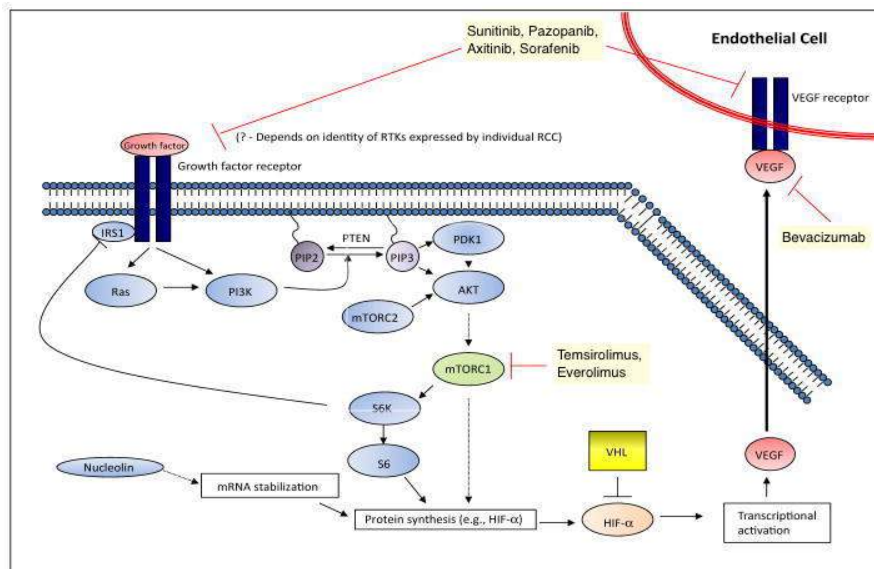 Sunitinib, Pazopanib,
Axitinib, Sorafenib
Endothelial Cell
VEGF receptor
(? - Depends on identity of RTKs expressed by individual RCC)
Growth factor
Growth factor receptor
VEGF
Bevacizumab
IRS1
PIP2
PTEN
PIP3
PDK1
Ras
PI3K
AKT
mTORC2
mTORC1
Temsirolimus,
Everolimus
S6K
S6
Nucleolin
mRNA stabilization
VHL
VEGF
Protein synthesis (e.g., HIF-α)
HIF-α
Transcriptional
activation